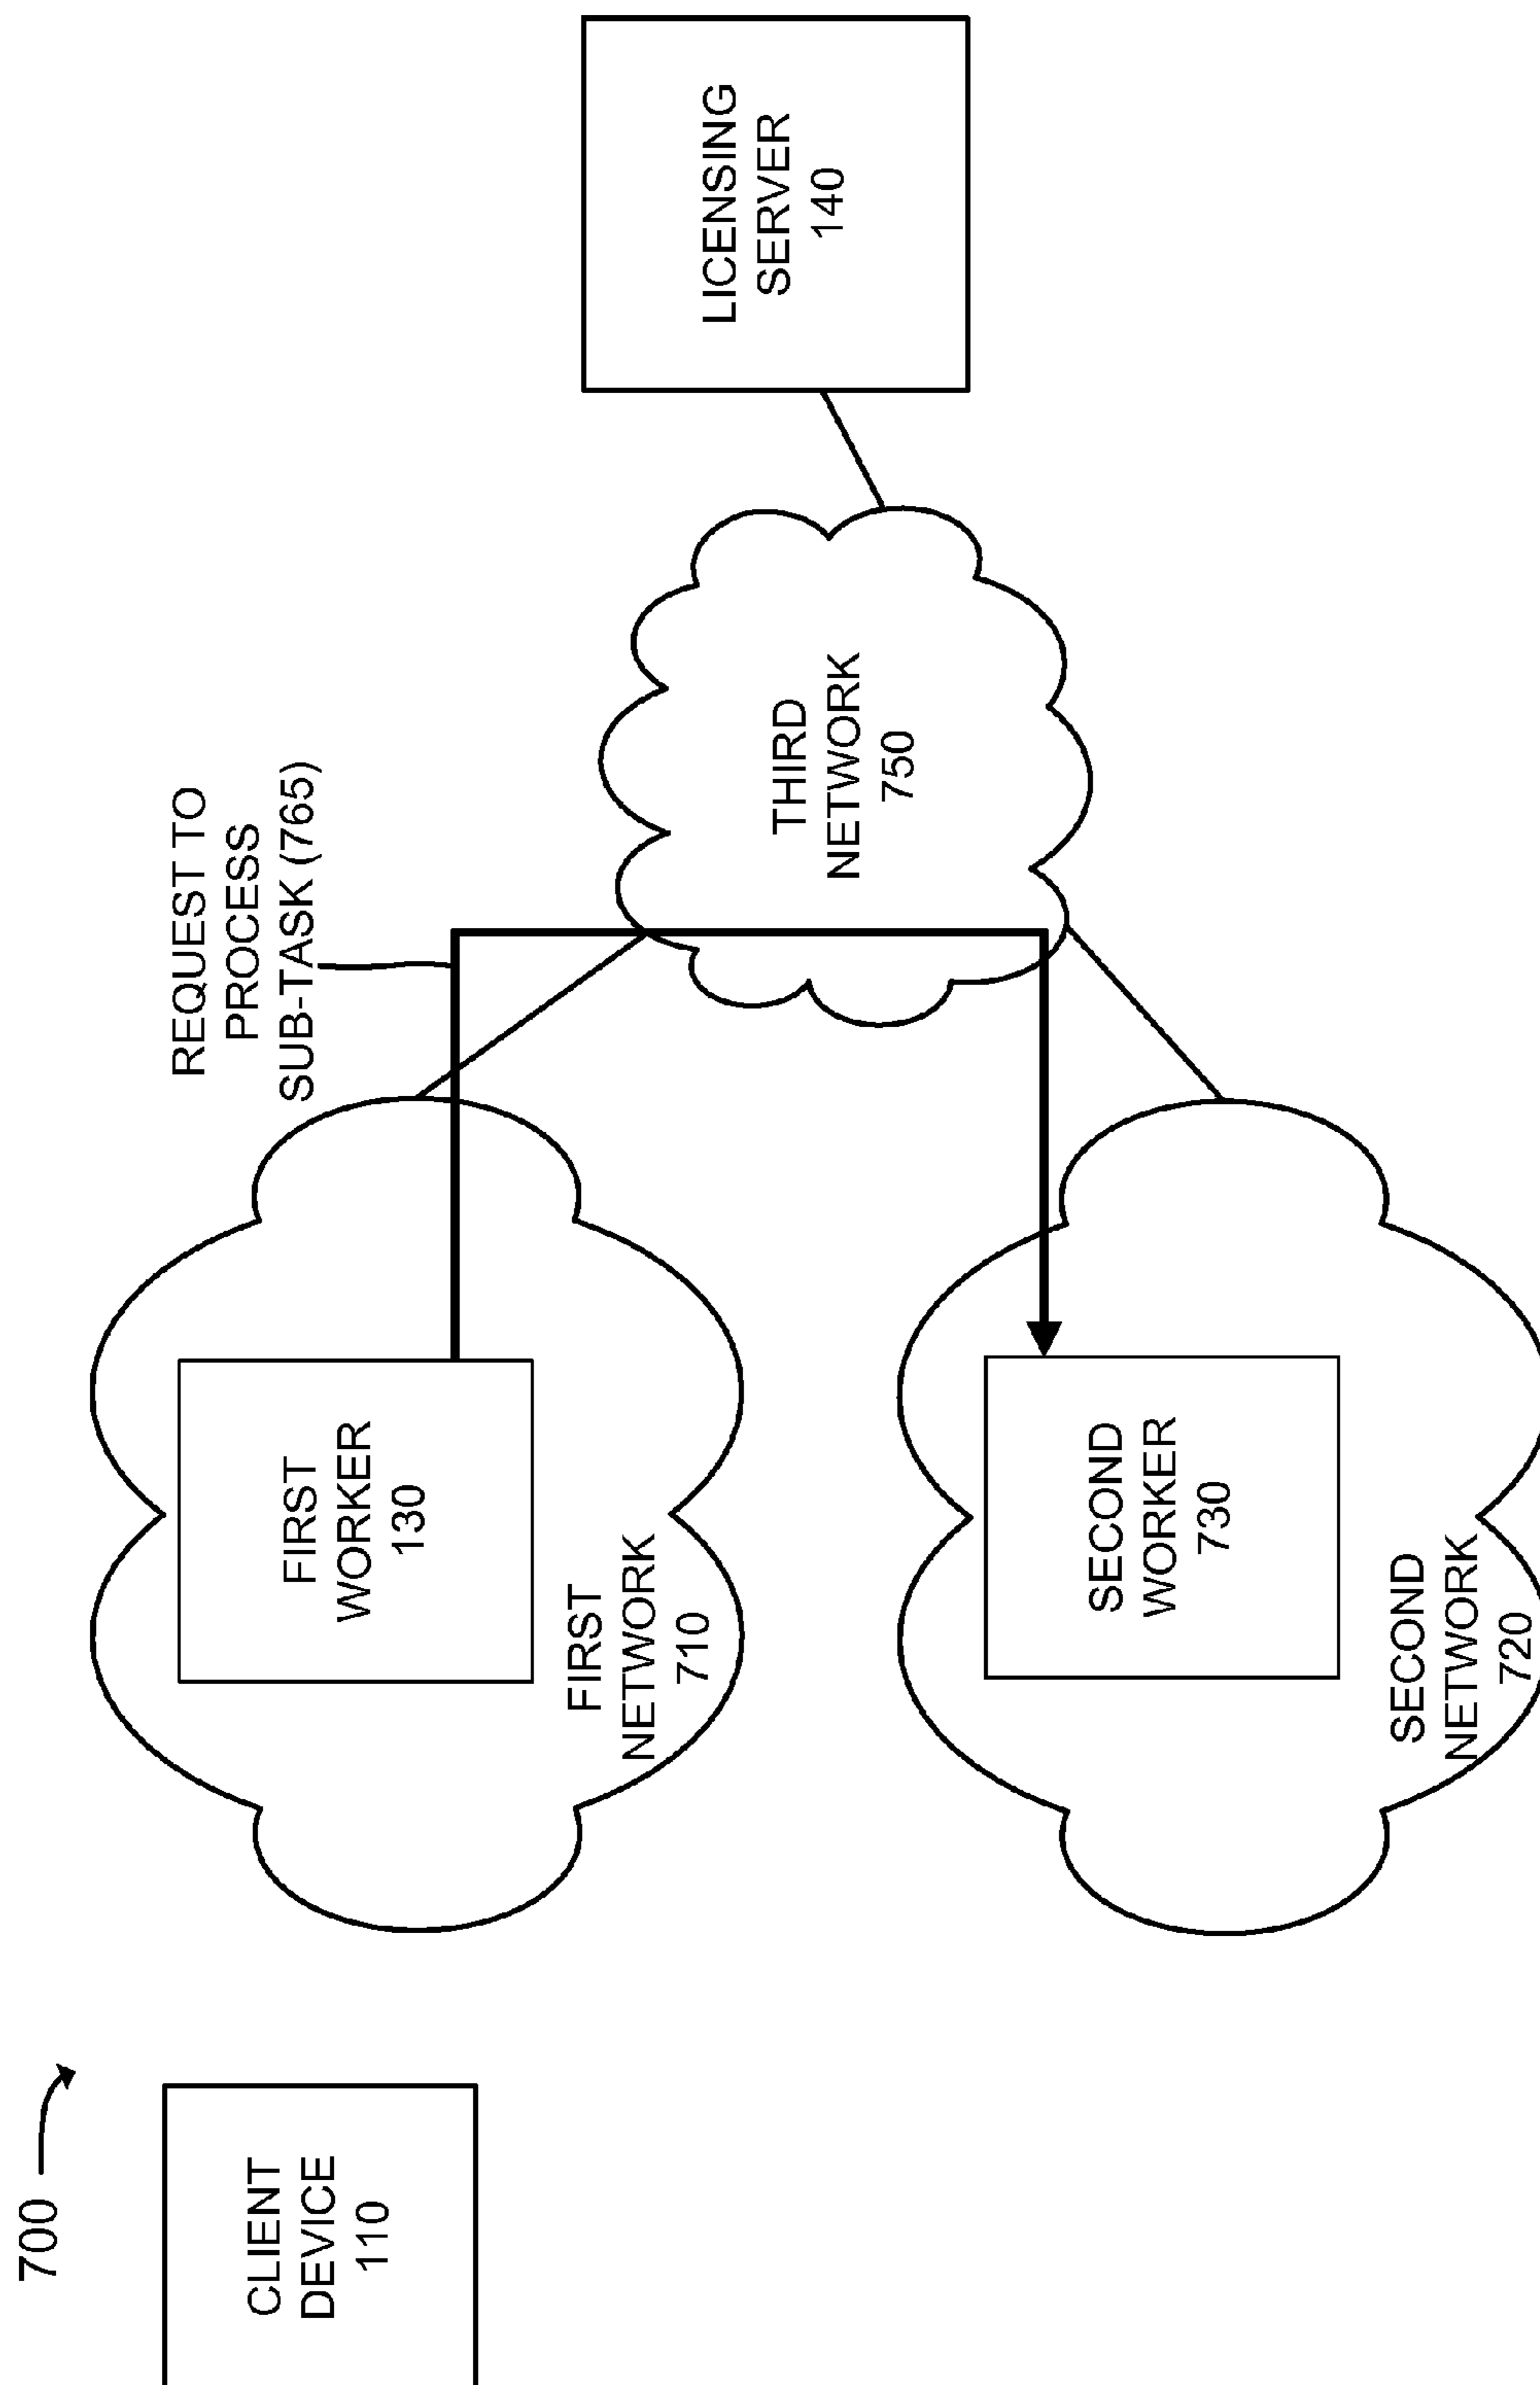 700
CLIENT
DEVICE
110
FIRST
WORKER
130
FIRST
NETWORK
710
REQUEST TO
PROCESS
SUB-TASK (765)
SECOND
WORKER
730
SECOND
NETWORK
720
THIRD
NETWORK
750
LICENSING
SERVER
140